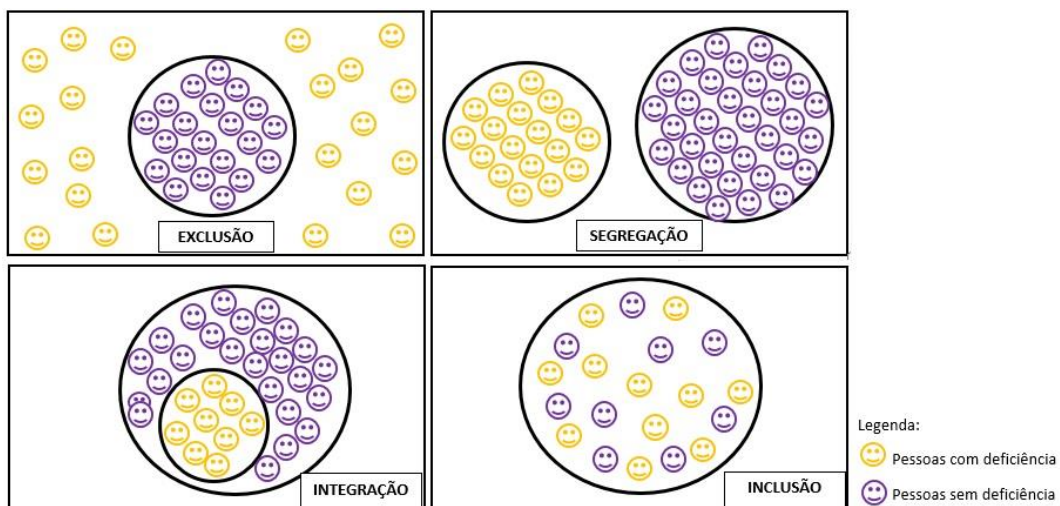 EXCLUSÃO
SEGREGAÇÃO
INTEGRAÇÃO
INCLUSÃO
Legenda:
Pessoas com deficiência
Pessoas sem deficiência